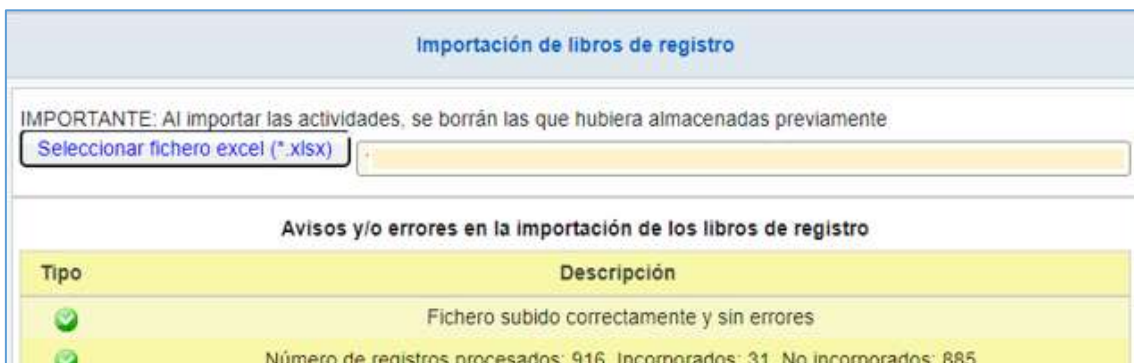 Importación de libros de registro
IMPORTANTE: Al importar las actividades, se borrán las que hubiera almacenadas previamente
Seleccionar fichero excel (*.xlsx)
Avisos y/o errores en la importación de los libros de registro
Tipo Descripción
Fichero subido correctamente y sin errores
Número de registros procesados: 916. Incorporados: 31. No incorporados: 885